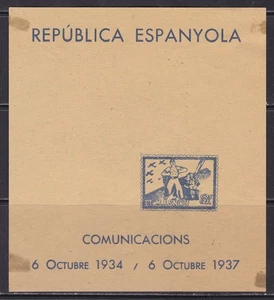 REPÚBLICA ESPANYOLA
COMUNICACIONS
6 OCTUBRE 1934 / 6 OCTUBRE 1937